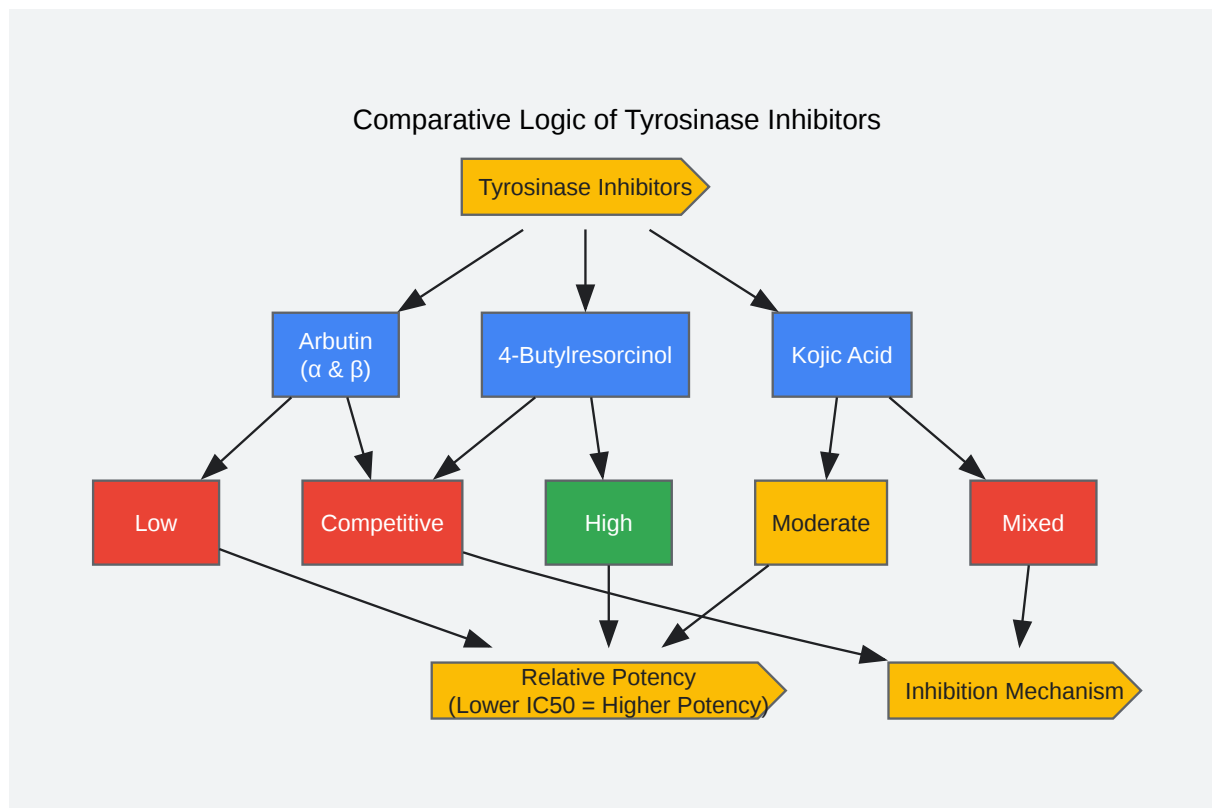 Comparative Logic of Tyrosinase Inhibitors
Tyrosinase Inhibitors
Arbutin
(α & β)
4-Butylresorcinol
Kojic Acid
Low
Competitive
High
Moderate
Mixed
Relative Potency
(Lower IC50 = Higher Potency)
Inhibition Mechanism